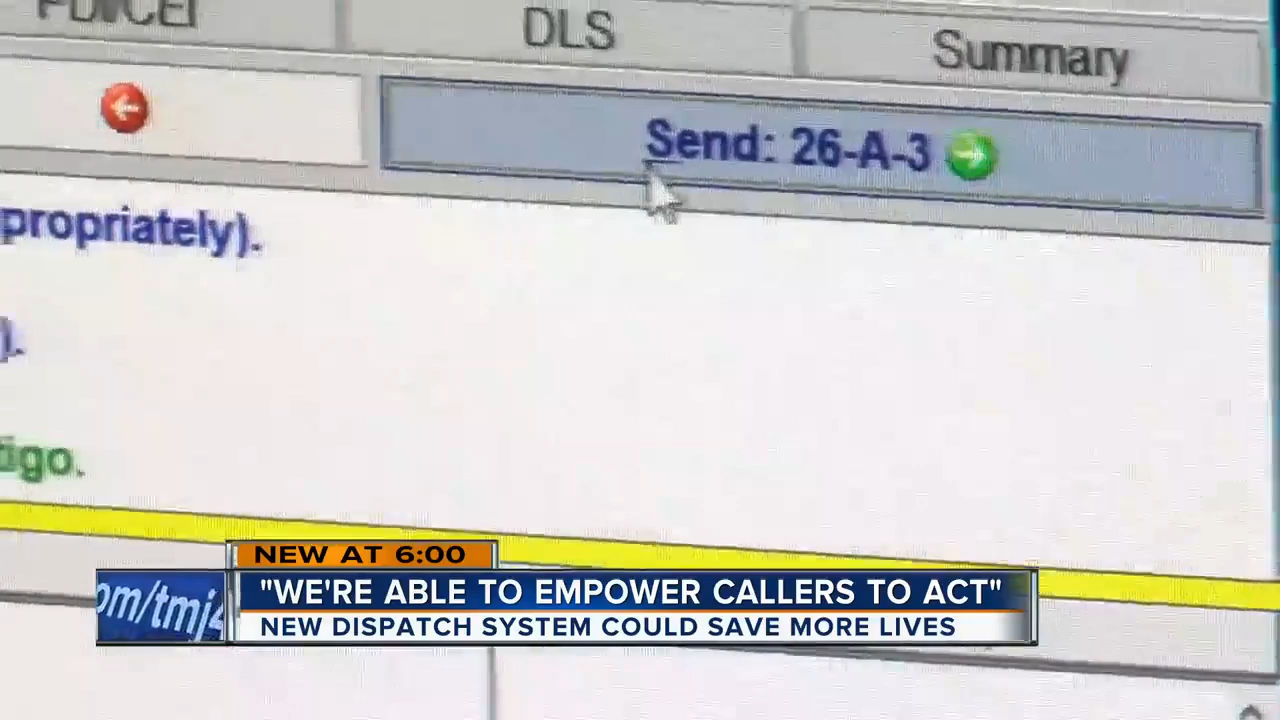 DLS
Summary
Send: 26-A-3
propriately).
).
tigo.
NEW AT 6:00
"WE'RE ABLE TO EMPOWER CALLERS TO ACT"
om/tmj4
NEW DISPATCH SYSTEM COULD SAVE MORE LIVES